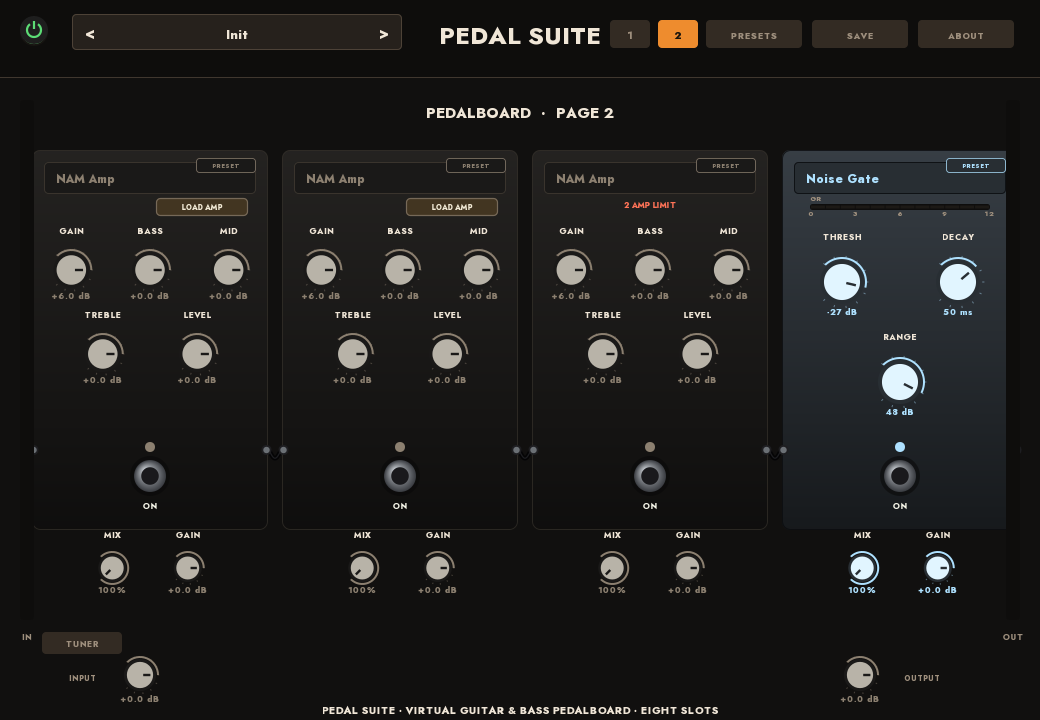 < Init > PEDAL SUITE 1 2 PRESETS SAVE ABOUT
PEDALBOARD · PAGE 2
PRESET PRESET PRESET PRESET
NAM Amp NAM Amp NAM Amp Noise Gate
LOAD AMP LOAD AMP 2 AMP LIMIT GR
0 3 6 9 12
GAIN BASS MID GAIN BASS MID GAIN BASS MID THRESH DECAY
+6.0 dB +0.0 dB +0.0 dB +6.0 dB +0.0 dB +0.0 dB +6.0 dB +0.0 dB +0.0 dB -27 dB 50 ms
TREBLE LEVEL TREBLE LEVEL TREBLE LEVEL RANGE
+0.0 dB +0.0 dB +0.0 dB +0.0 dB +0.0 dB +0.0 dB 48 dB
ON ON ON ON
MIX GAIN MIX GAIN MIX GAIN MIX GAIN
100% +0.0 dB 100% +0.0 dB 100% +0.0 dB 100% +0.0 dB
IN TUNER OUT
INPUT OUTPUT
+0.0 dB +0.0 dB
PEDAL SUITE · VIRTUAL GUITAR & BASS PEDALBOARD · EIGHT SLOTS